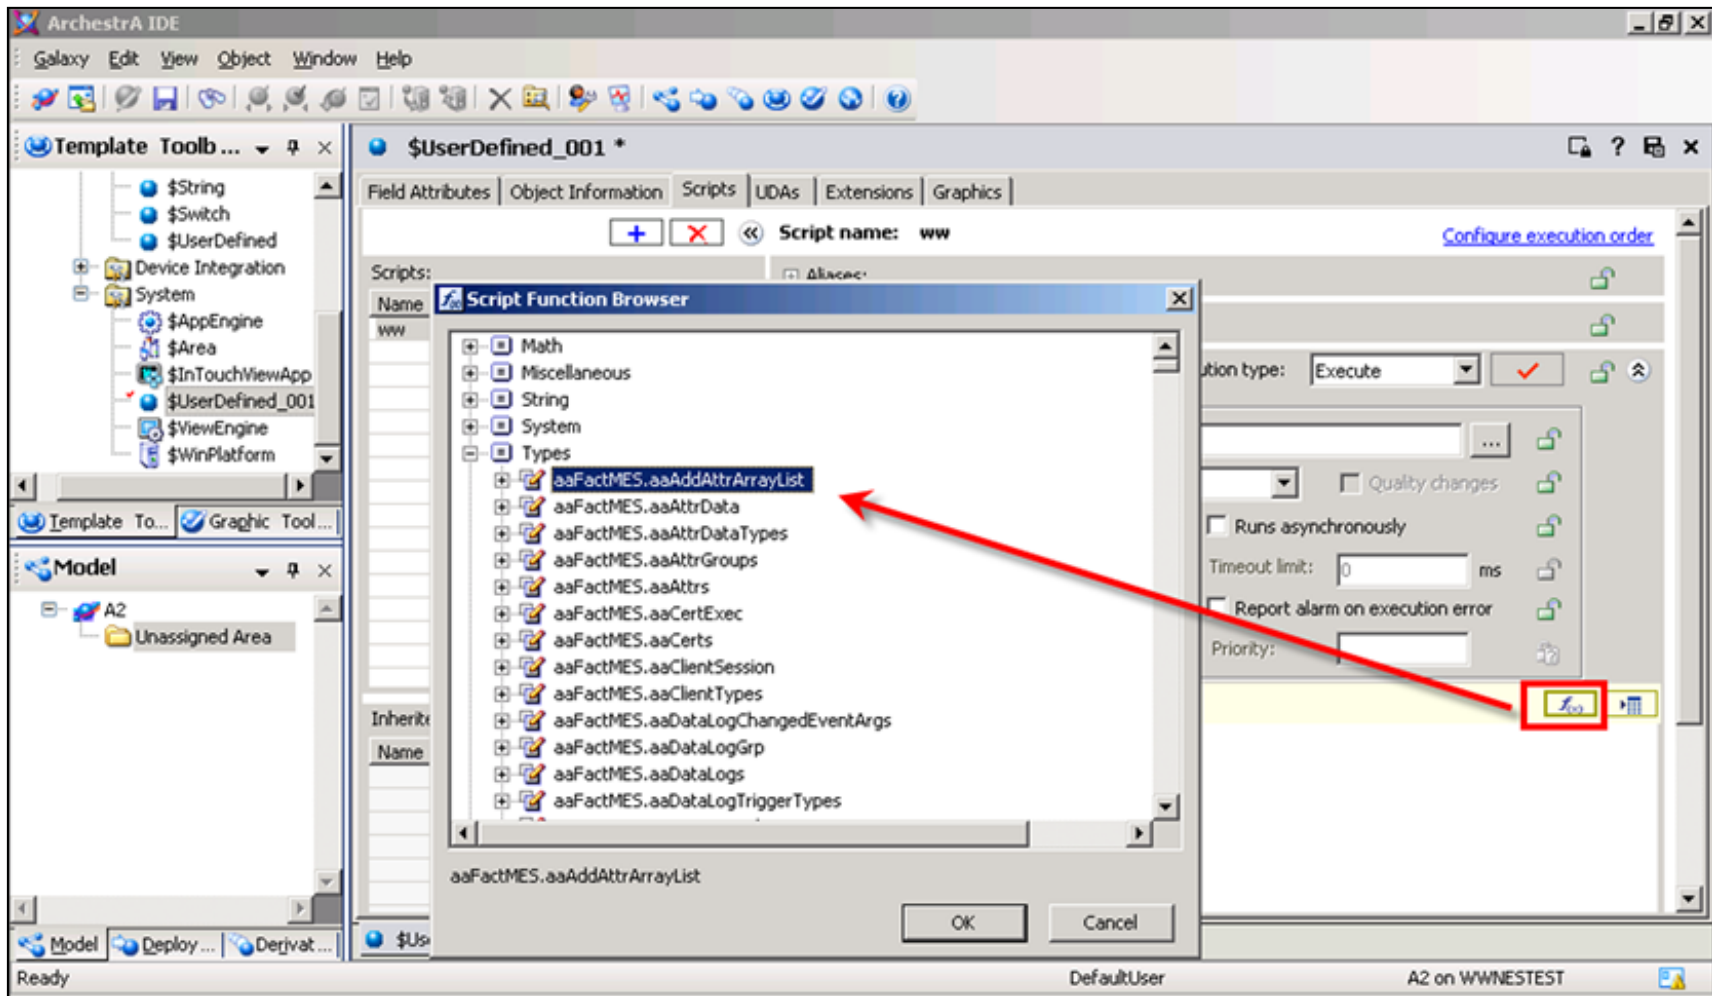 ArchestrA IDE
Galaxy Edit View Object Window Help
Template Toolb...
$String
$Switch
$UserDefined
Device Integration
System
$AppEngine
$Area
$InTouchViewApp
$UserDefined_001
$ViewEngine
$WinPlatform
Template To... Graphic Tool...
Model
A2
Unassigned Area
Model Deploy... Derivat...
$UserDefined_001 *
Field Attributes Object Information Scripts UDAs Extensions Graphics
Script name: ww
Configure execution order
Scripts:
Aliases:
Name
ww
Inherite
Name
Script Function Browser
Math
Miscellaneous
String
System
Types
aaFactMES.aaAddAttrArrayList
aaFactMES.aaAttrData
aaFactMES.aaAttrDataTypes
aaFactMES.aaAttrGroups
aaFactMES.aaAttrs
aaFactMES.aaCertExec
aaFactMES.aaCerts
aaFactMES.aaClientSession
aaFactMES.aaClientTypes
aaFactMES.aaDataLogChangedEventArgs
aaFactMES.aaDataLogGrp
aaFactMES.aaDataLogs
aaFactMES.aaDataLogTriggerTypes
aaFactMES.aaAddAttrArrayList
OK Cancel
ution type: Execute
...
Quality changes
Runs asynchronously
Timeout limit: 0 ms
Report alarm on execution error
Priority:
$Use
Ready DefaultUser A2 on WWNESTEST